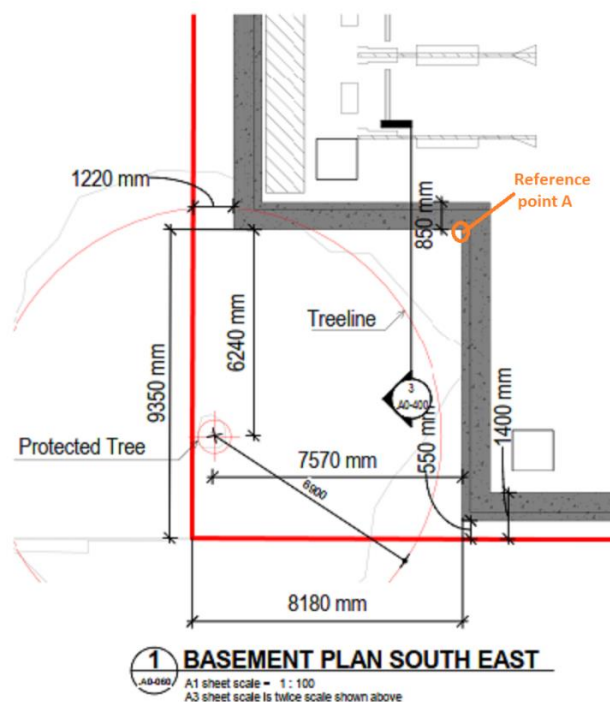 1220 mm
Reference
point A
850 mm
Treeline
6240 mm
9350 mm
3
A0-400
Protected Tree
7570 mm
550 mm
1400 mm
6900
8180 mm
1
A0-060
BASEMENT PLAN SOUTH EAST
A1 sheet scale = 1 : 100
A3 sheet scale is twice scale shown above